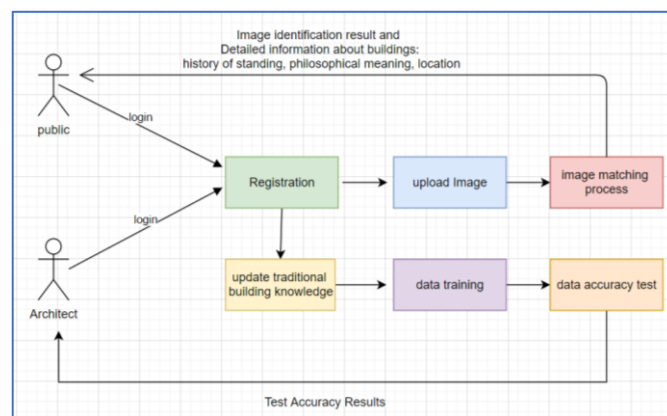 Image identification result and
Detailed information about buildings:
history of standing, philosophical meaning, location
public
login
Registration
upload Image
image matching
process
login
update traditional
building knowledge
data training
data accuracy test
Architect
Test Accuracy Results